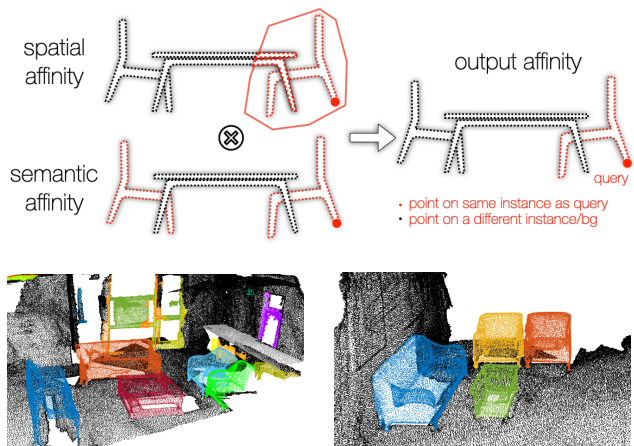 spatial
affinity
semantic
affinity
output affinity
query
• point on same instance as query
• point on a different instance/bg